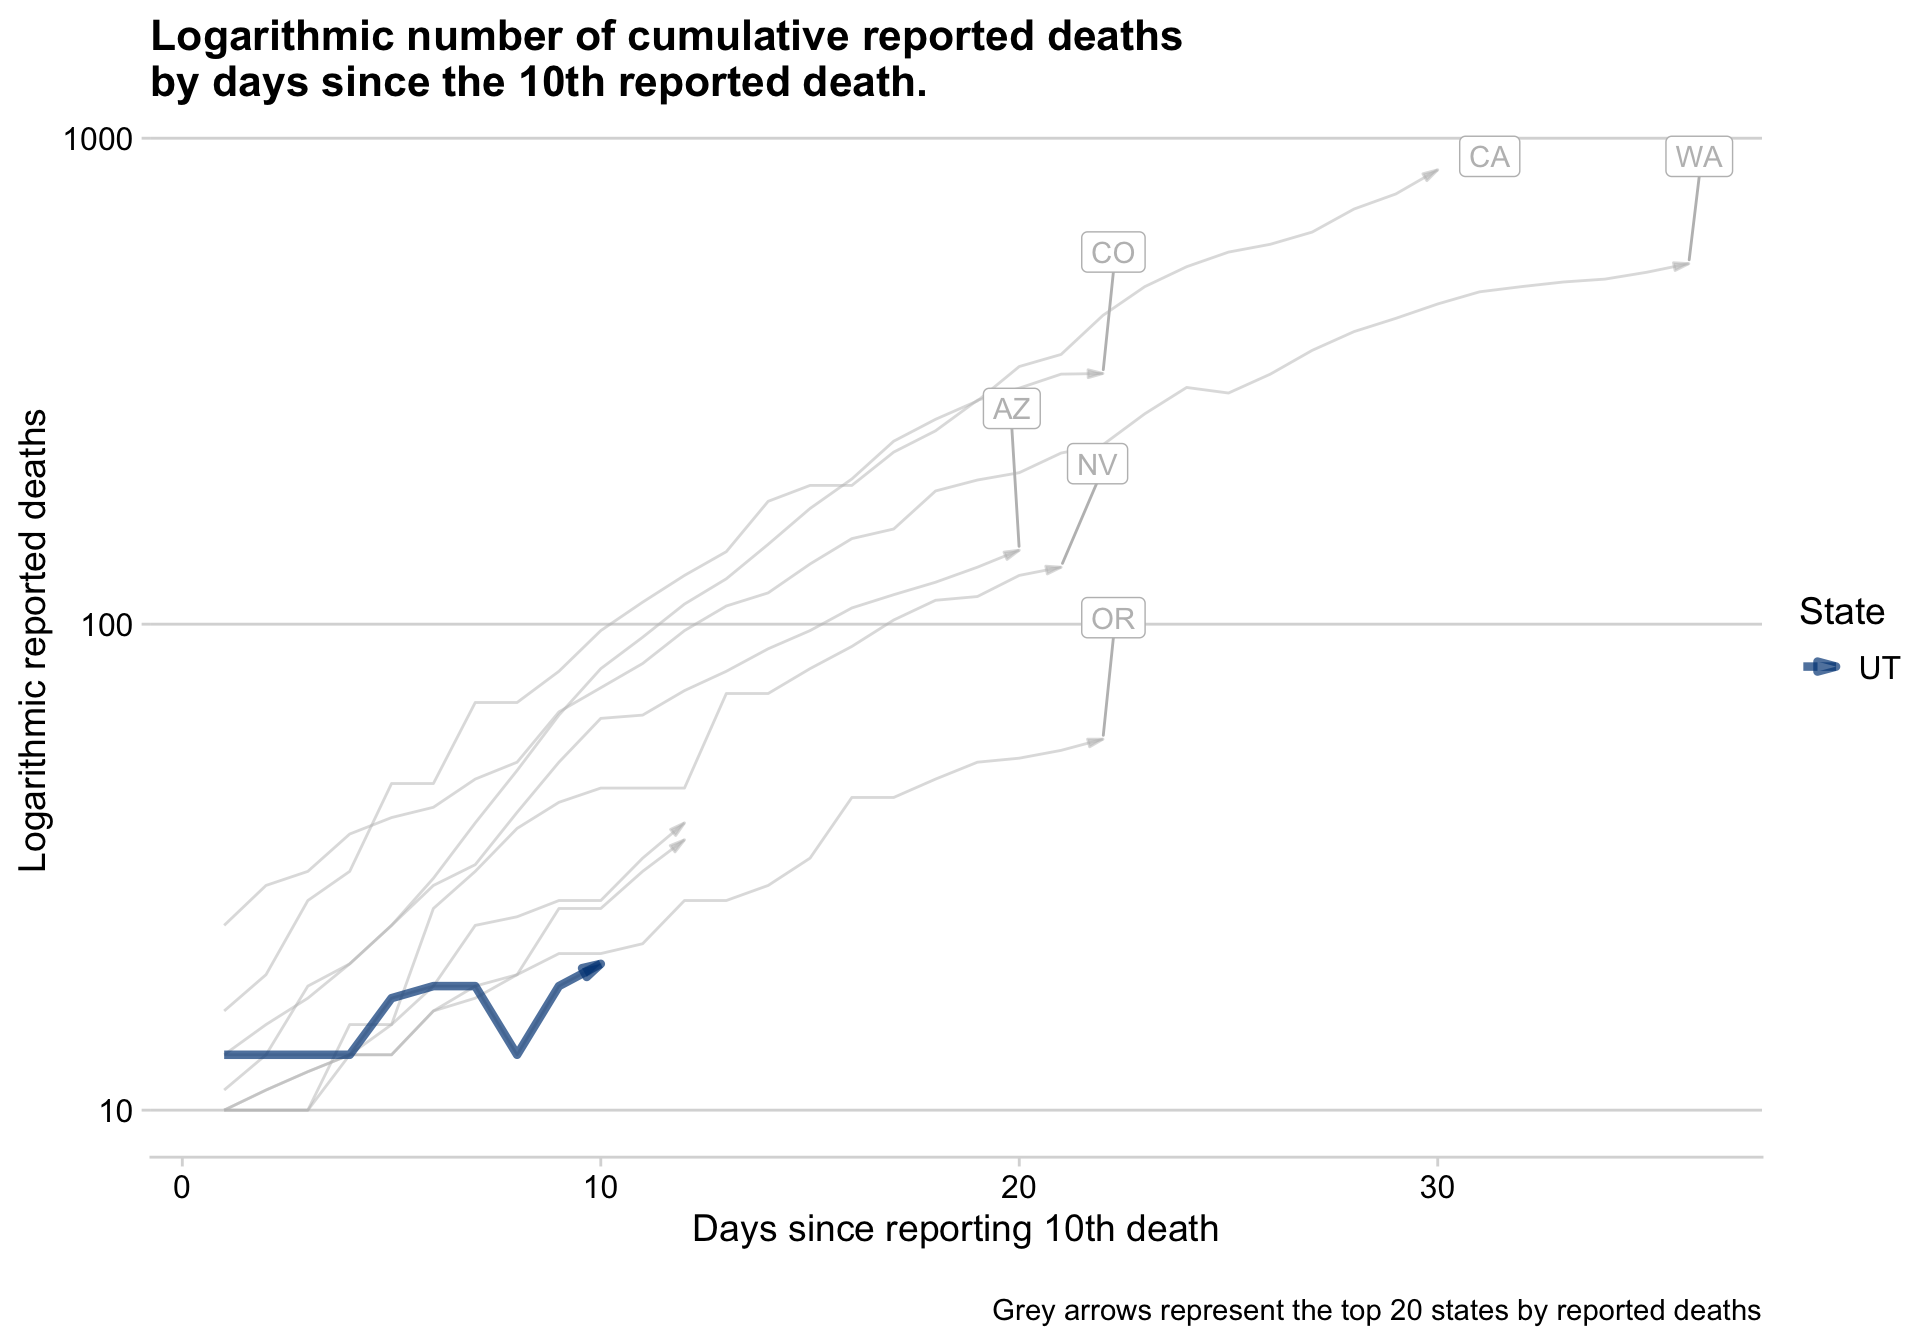 Logarithmic number of cumulative reported deaths
by days since the 10th reported death.
1000
CA
WA
CO
AZ
NV
100
OR
10
Logarithmic reported deaths
State
UT
0
10
20
30
Days since reporting 10th death
Grey arrows represent the top 20 states by reported deaths